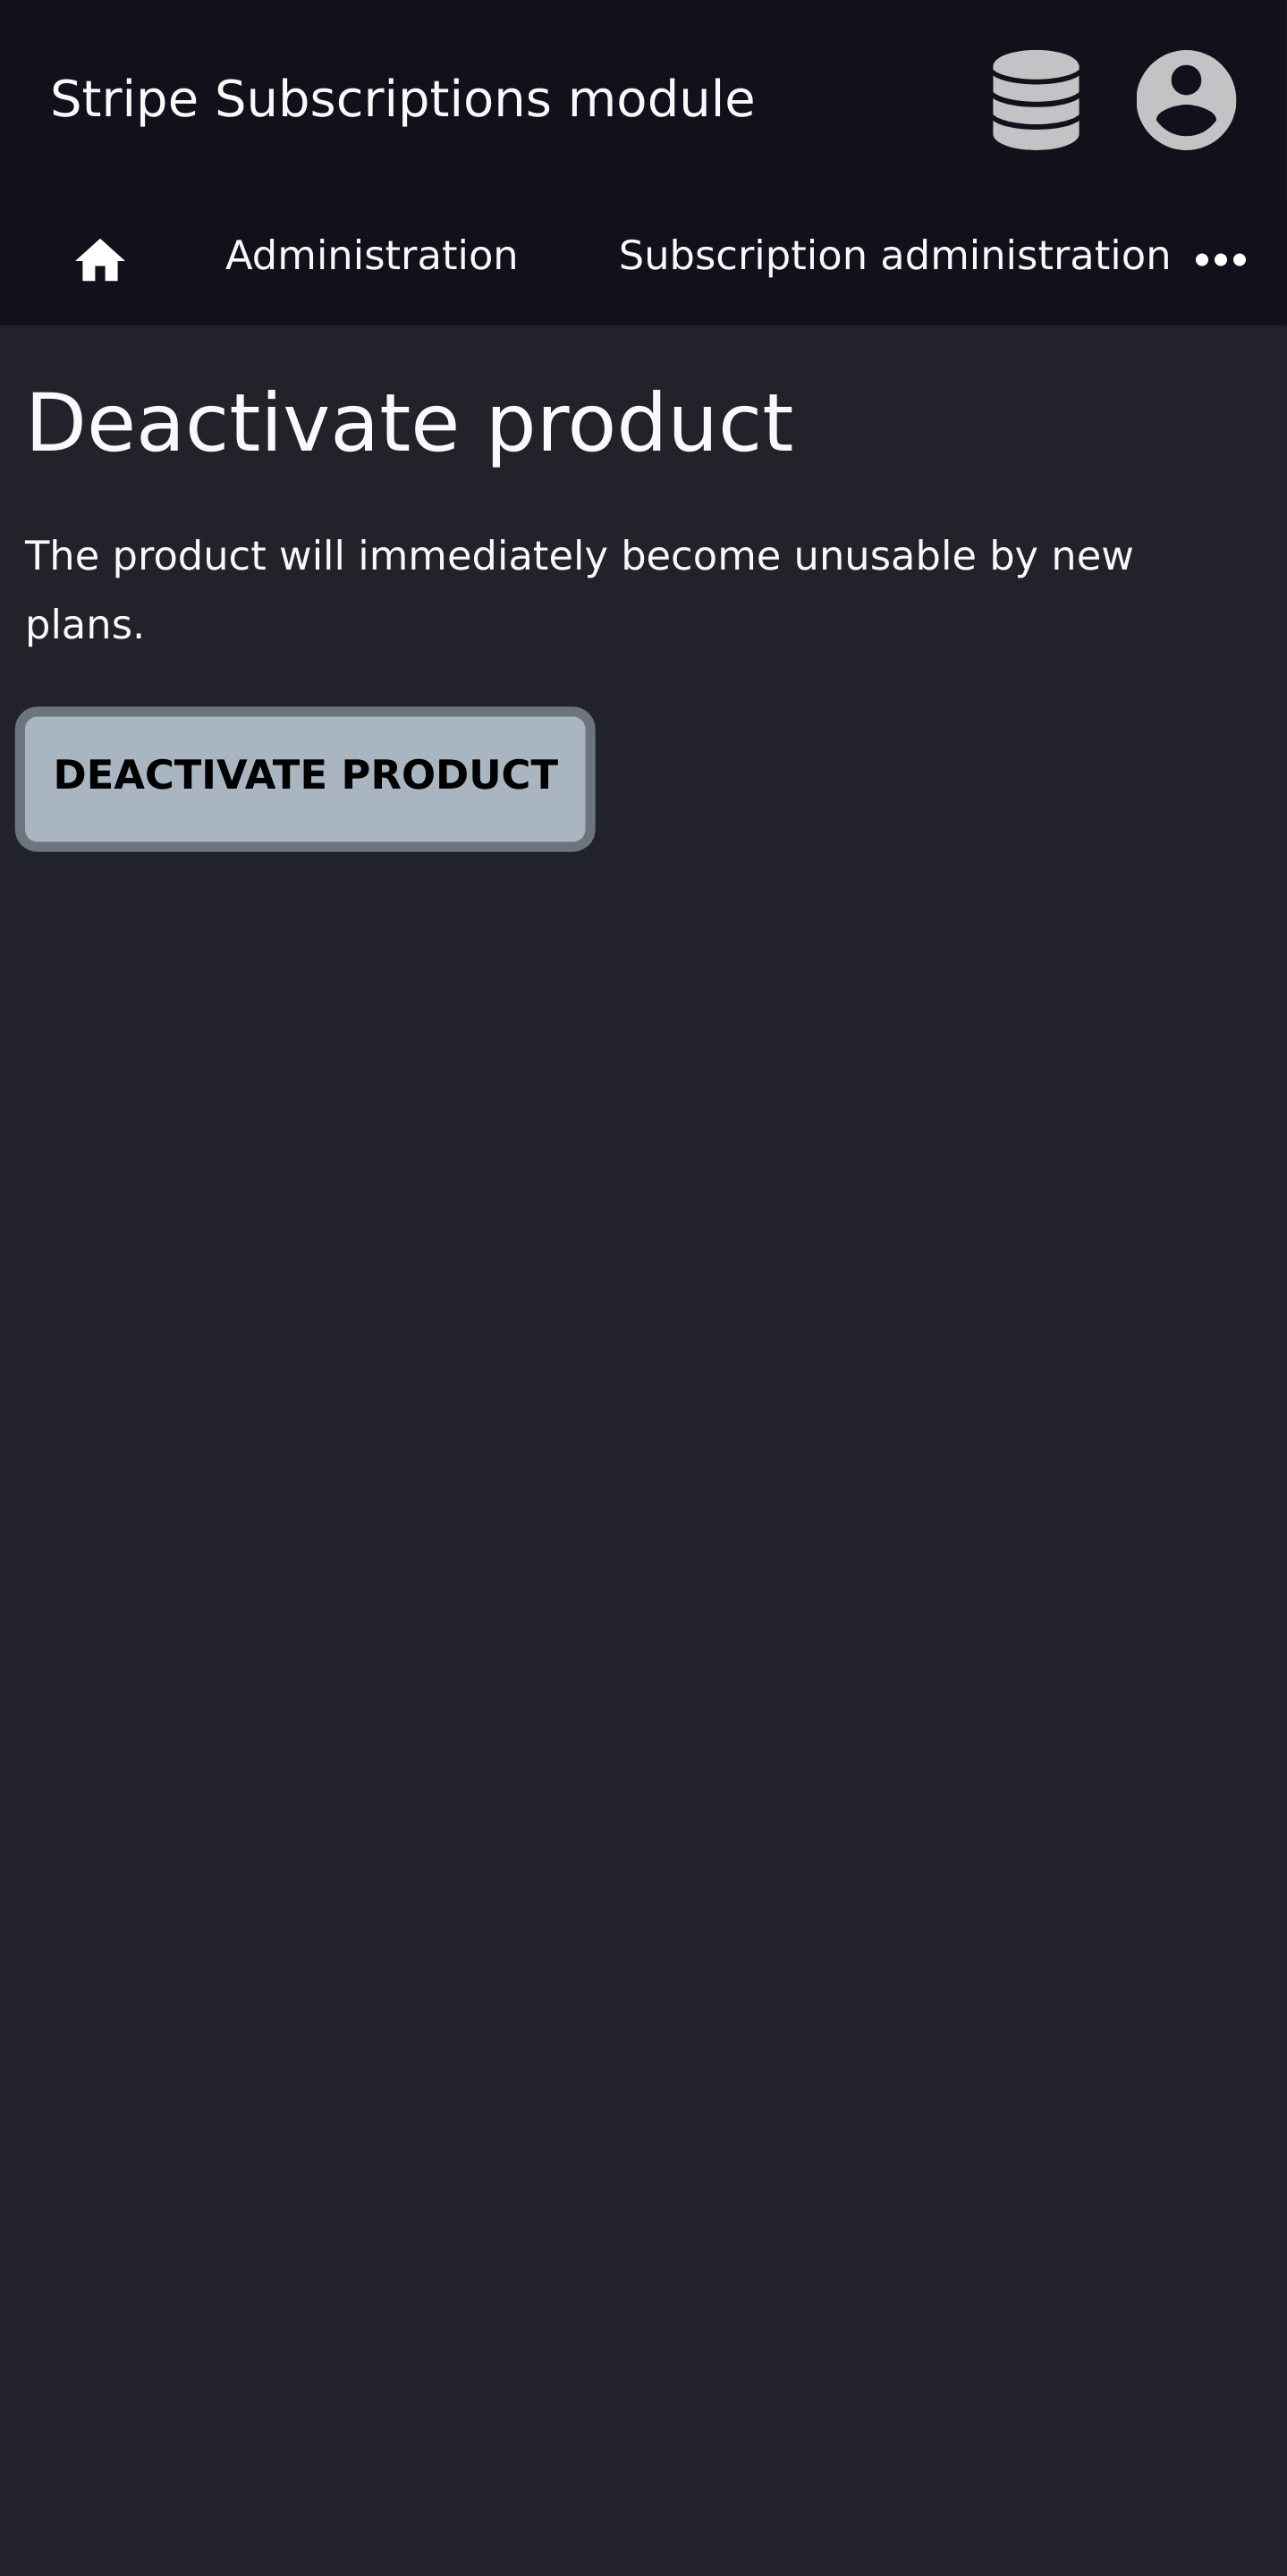 Stripe Subscriptions module
Administration Subscription administration
Deactivate product
The product will immediately become unusable by new
plans.
DEACTIVATE PRODUCT